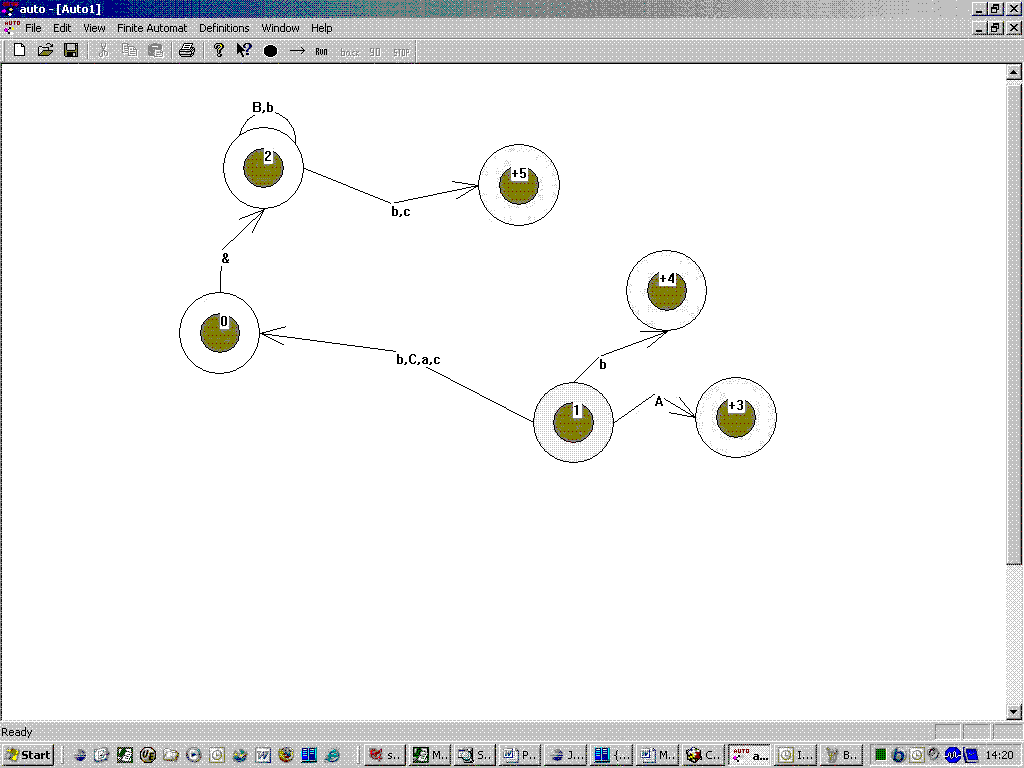 auto - [Auto1]
File Edit View Finite Automat Definitions Window Help
Run back go STOP
B,b
2
+5
b,c
&
+4
0
b,C,a,c
b
A
+3
1
Ready
Start s.. M.. S.. P.. J.. {.. M.. C.. a... I... B.. 14:20